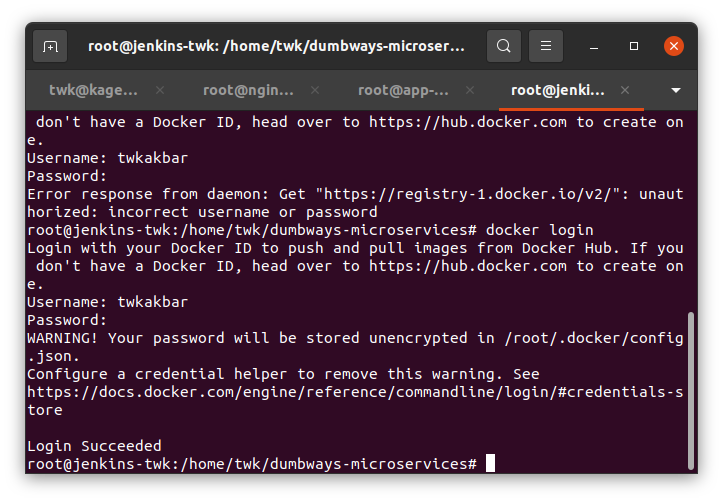 root@jenkins-twk: /home/twk/dumbways-microser...
twk@kage...
root@ngin...
root@app-...
root@jenki...
don't have a Docker ID, head over to https://hub.docker.com to create on
e.
Username: twkakbar
Password:
Error response from daemon: Get "https://registry-1.docker.io/v2/": unaut
horized: incorrect username or password
root@jenkins-twk:/home/twk/dumbways-microservices# docker login
Login with your Docker ID to push and pull images from Docker Hub. If you
don't have a Docker ID, head over to https://hub.docker.com to create on
e.
Username: twkakbar
Password:
WARNING! Your password will be stored unencrypted in /root/.docker/config
.json.
Configure a credential helper to remove this warning. See
https://docs.docker.com/engine/reference/commandline/login/#credentials-s
tore

Login Succeeded
root@jenkins-twk:/home/twk/dumbways-microservices#